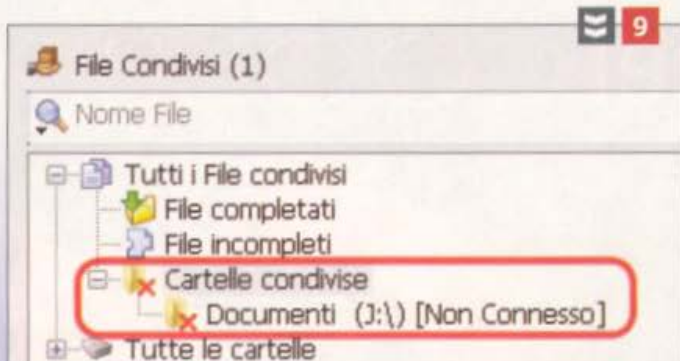 9
File Condivisi (1)
Nome File
Tutti i File condivisi
File completati
File incompleti
Cartelle condivise
Documenti (J:\) [Non Connesso]
Tutte le cartelle